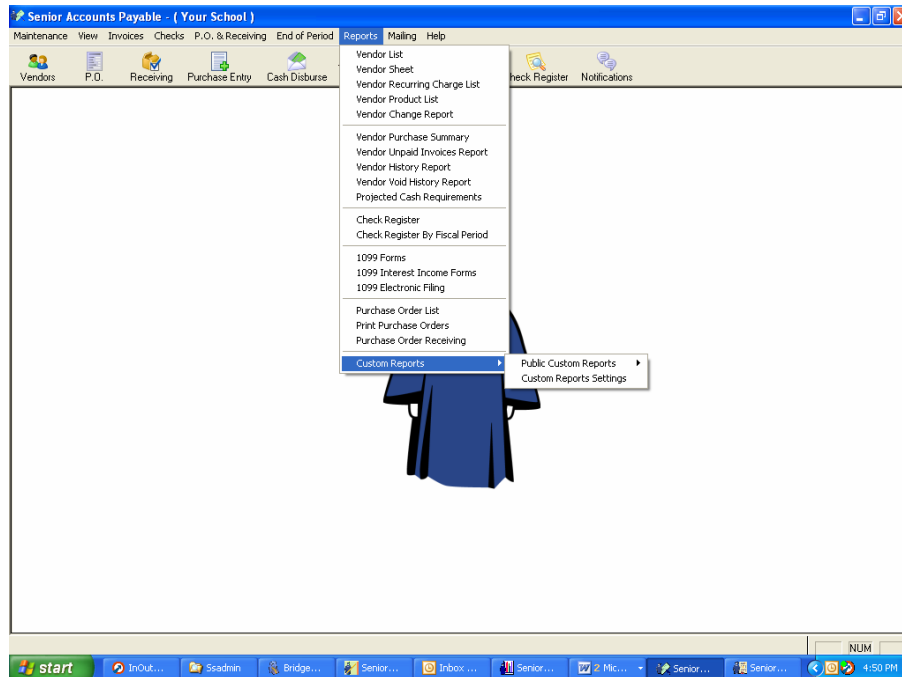 Senior Accounts Payable - ( Your School )
Maintenance View Invoices Checks P.O. & Receiving End of Period Reports Mailing Help
Vendors P.O. Receiving Purchase Entry Cash Disburse heck Register Notifications
Vendor List
Vendor Sheet
Vendor Recurring Charge List
Vendor Product List
Vendor Change Report
Vendor Purchase Summary
Vendor Unpaid Invoices Report
Vendor History Report
Vendor Void History Report
Projected Cash Requirements
Check Register
Check Register By Fiscal Period
1099 Forms
1099 Interest Income Forms
1099 Electronic Filing
Purchase Order List
Print Purchase Orders
Purchase Order Receiving
Custom Reports
Public Custom Reports
Custom Reports Settings
NUM
start InOut... Ssadmin Bridge... Senior... Inbox ... Senior... 2 Mic... Senior... Senior... 4:50 PM